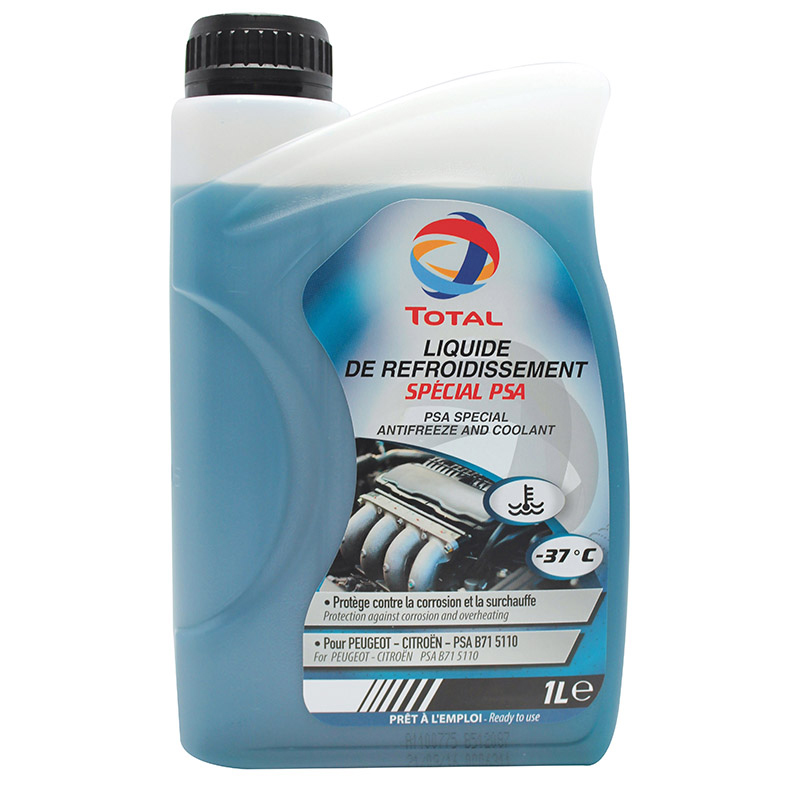 TOTAL
LIQUIDE
DE REFROIDISSEMENT
SPÉCIAL PSA
PSA SPECIAL
ANTIFREEZE AND COOLANT
-37°C
• Protège contre la corrosion et la surchauffe
Protection against corrosion and overheating
• Pour PEUGEOT - CITROËN - PSA B71 5110
For PEUGEOT - CITROËN PSA B71 5110
1L℮
PRÊT À L'EMPLOI - Ready to use